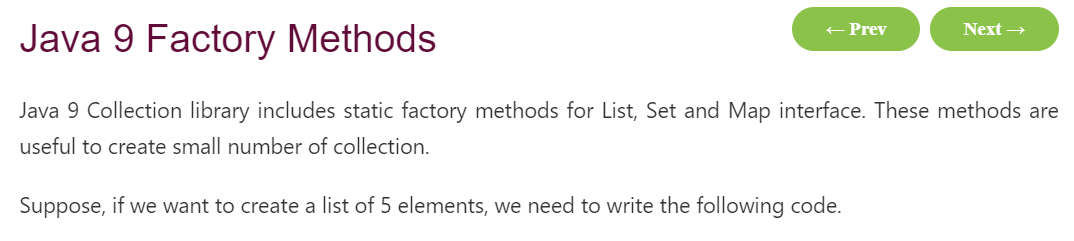 Java 9 Factory Methods
← Prev
Next →
Java 9 Collection library includes static factory methods for List, Set and Map interface. These methods are
useful to create small number of collection.
Suppose, if we want to create a list of 5 elements, we need to write the following code.